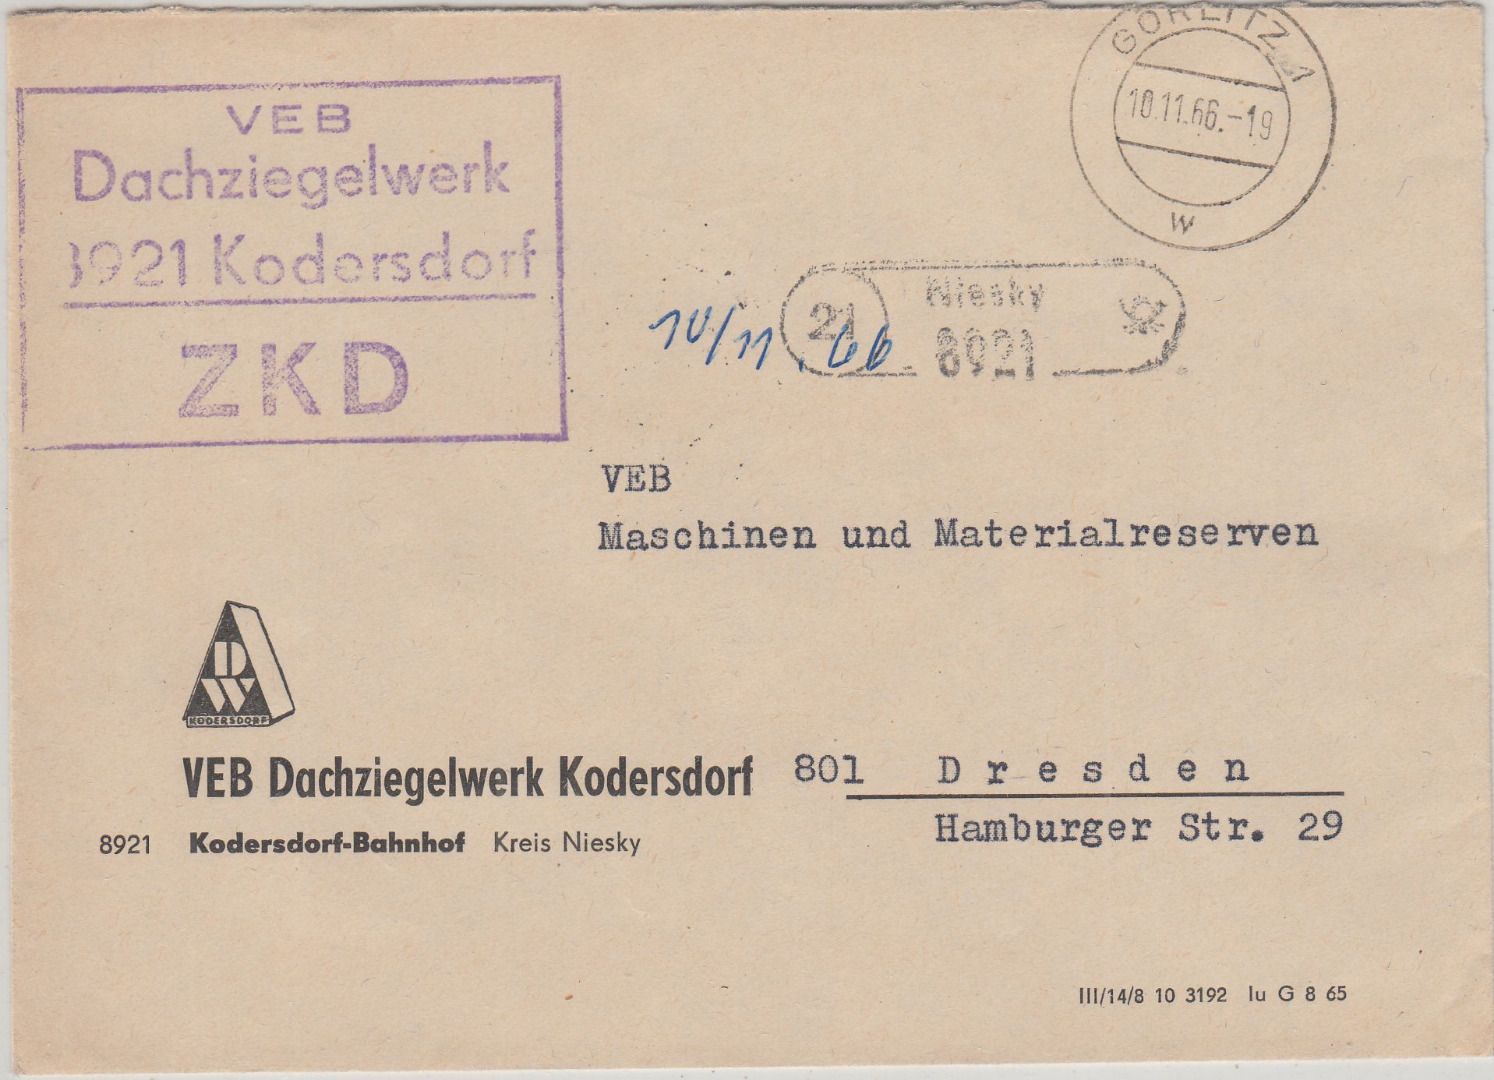 GÖRLITZ 1
10.11.66.-19
w
VEB
Dachziegelwerk
8921 Kodersdorf
ZKD
21
Niesky
8921
10/11.66
VEB
Maschinen und Materialreserven
DW
KODERSDORF
VEB Dachziegelwerk Kodersdorf
8921 Kodersdorf-Bahnhof Kreis Niesky
801 Dresden
Hamburger Str. 29
III/14/8 10 3192 Iu G 8 65